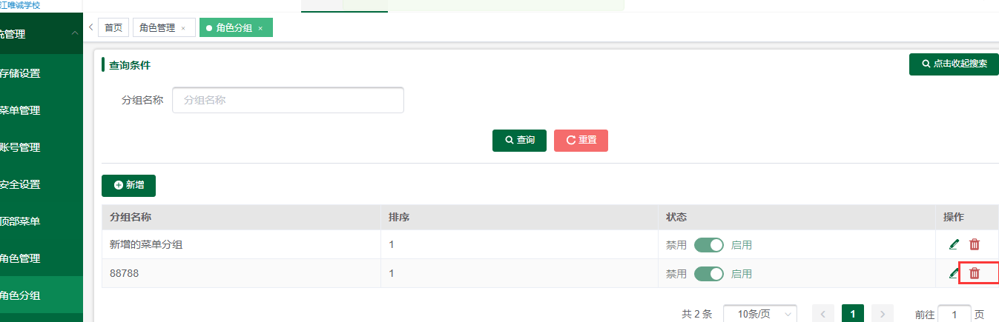 江唯诚学校
统管理
首页 角色管理 × 角色分组 ×
存储设置
菜单管理
账号管理
安全设置
顶部菜单
角色管理
角色分组
查询条件
点击收起搜索
分组名称 分组名称
查询 重置
新增
分组名称 排序 状态 操作
新增的菜单分组 1 禁用 启用
88788 1 禁用 启用
共 2 条 10条/页 1 前往 1 页